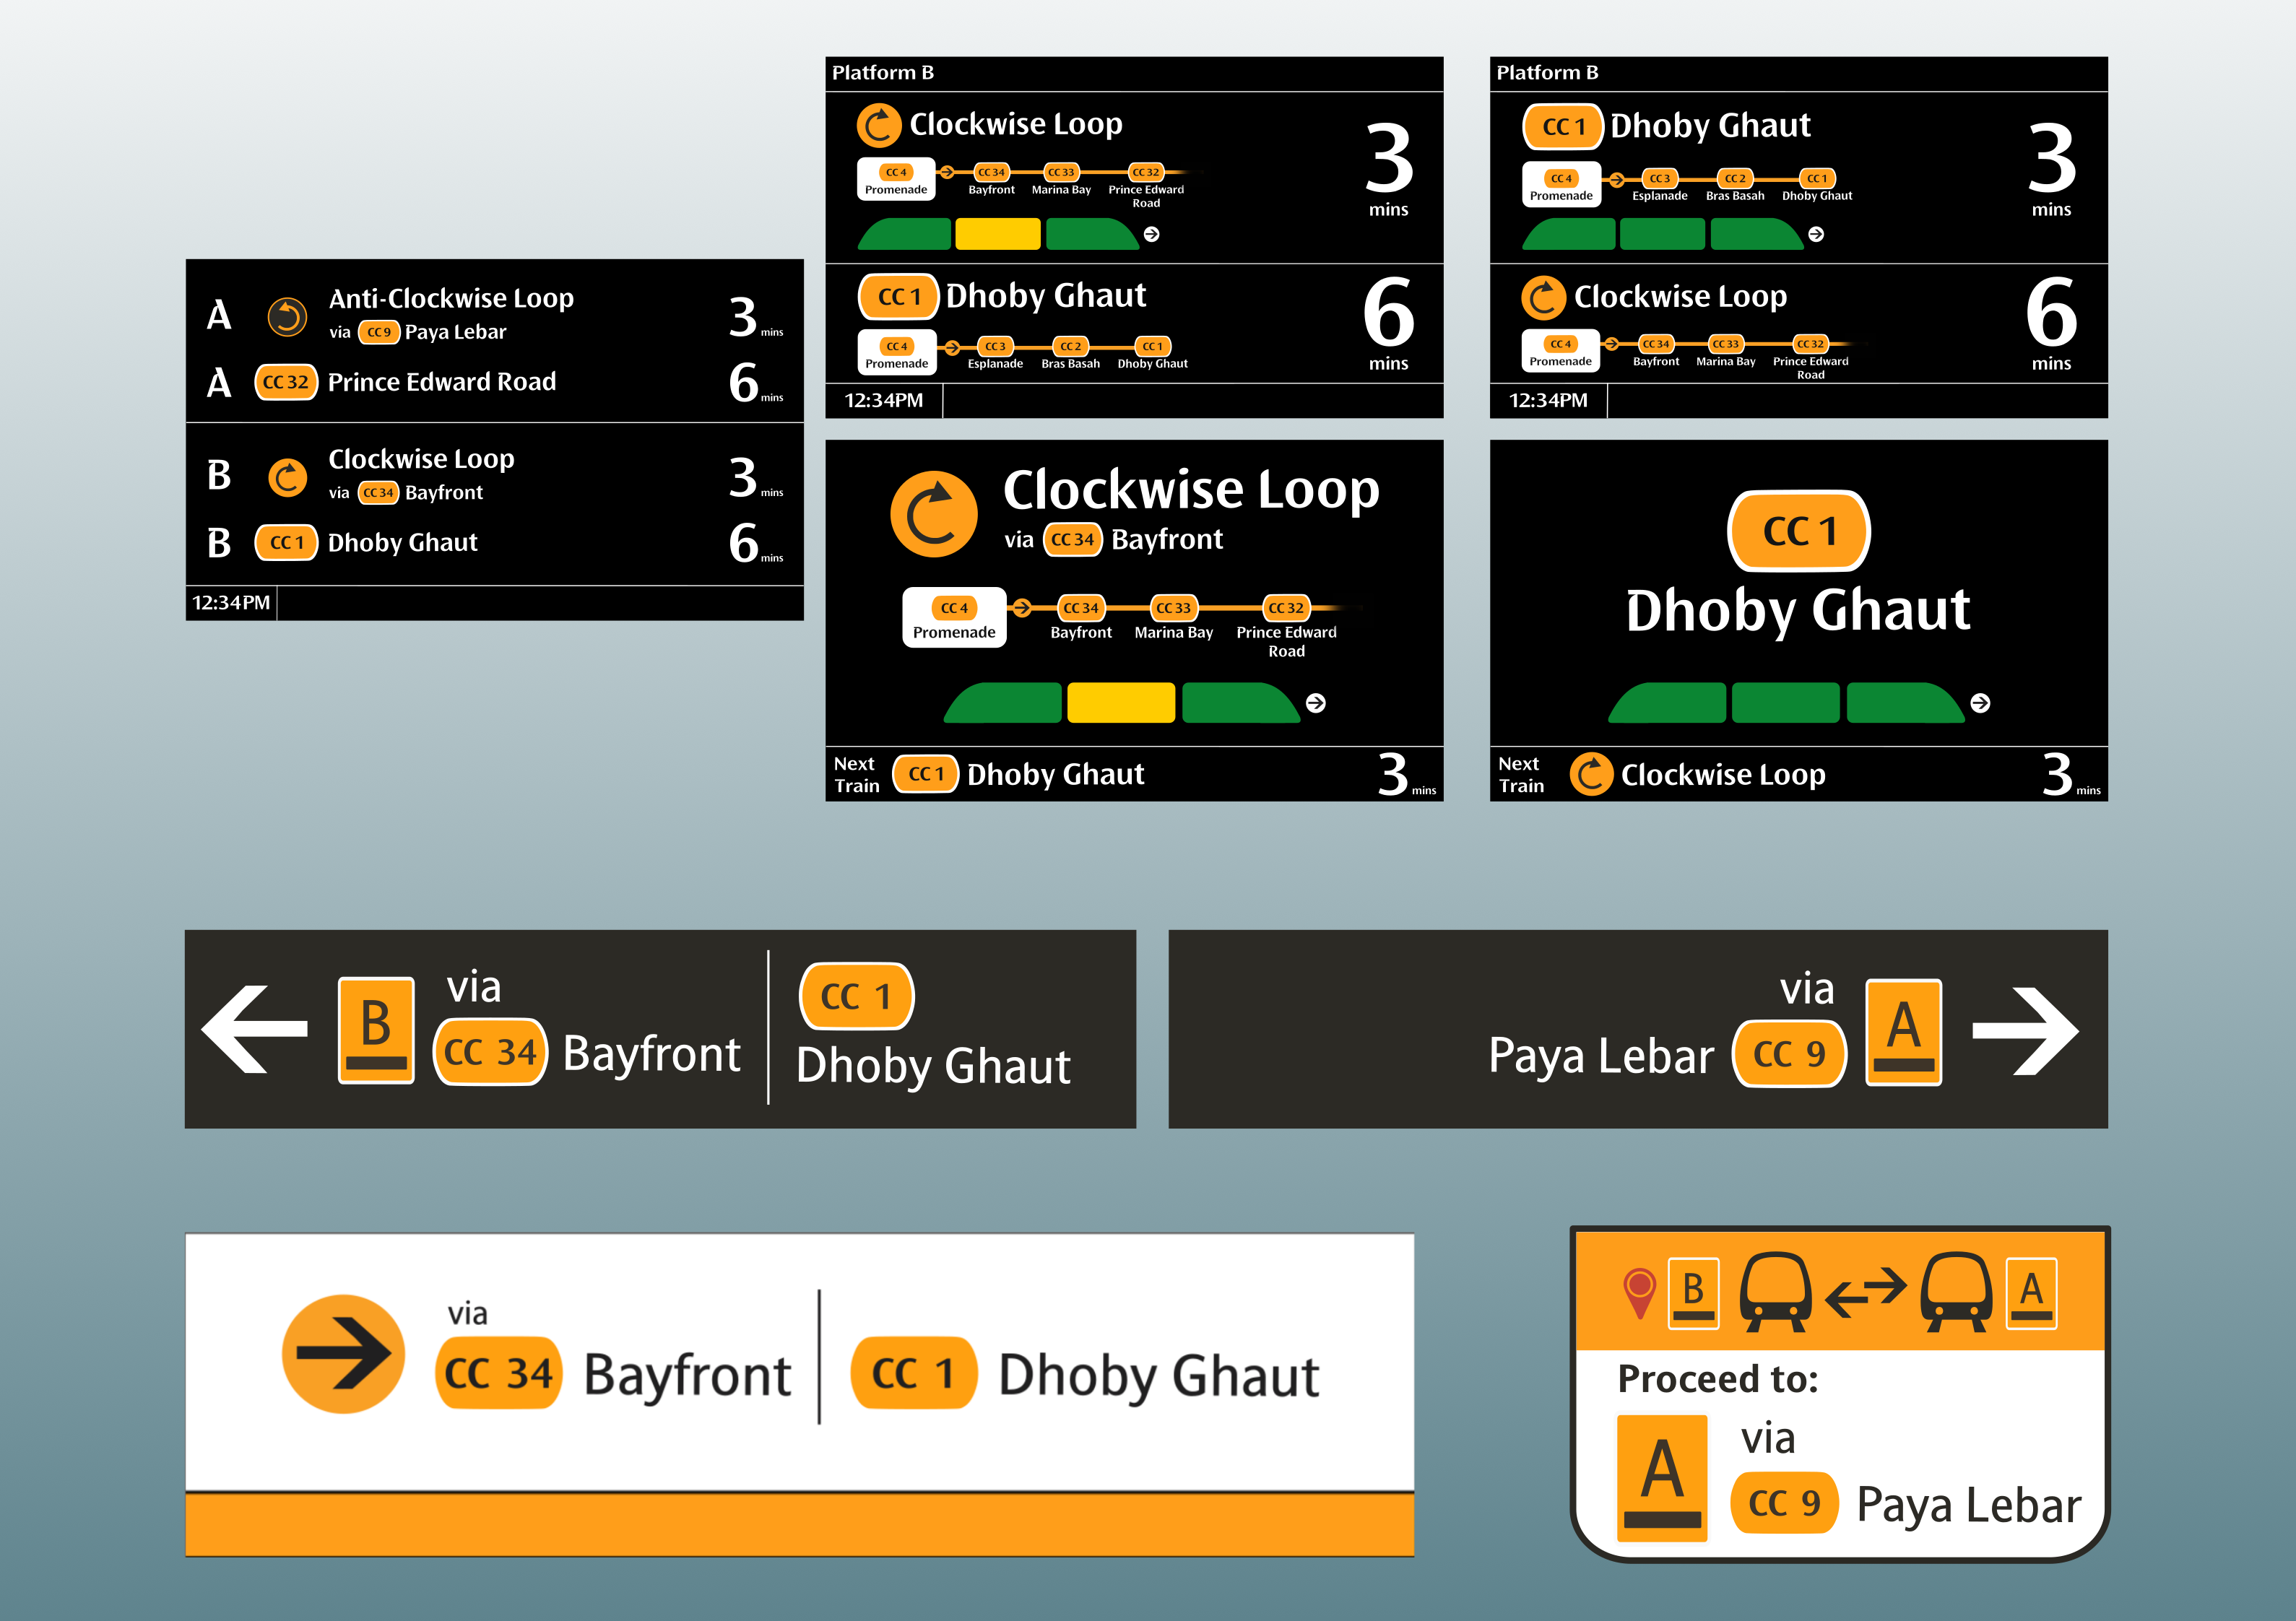 A
Anti-Clockwise Loop
via CC 9 Paya Lebar
3 mins
A
CC 32 Prince Edward Road
6 mins
B
Clockwise Loop
via CC 34 Bayfront
3 mins
B
CC 1 Dhoby Ghaut
6 mins
12:34PM
Platform B
Clockwise Loop
3
mins
CC 4 CC 34 CC 33 CC 32
Promenade Bayfront Marina Bay Prince Edward
Road
CC 1 Dhoby Ghaut
6
mins
CC 4 CC 3 CC 2 CC 1
Promenade Esplanade Bras Basah Dhoby Ghaut
12:34PM
Platform B
CC 1 Dhoby Ghaut
3
mins
CC 4 CC 3 CC 2 CC 1
Promenade Esplanade Bras Basah Dhoby Ghaut
Clockwise Loop
6
mins
CC 4 CC 34 CC 33 CC 32
Promenade Bayfront Marina Bay Prince Edward
Road
12:34PM
Clockwise Loop
via CC 34 Bayfront
CC 4 CC 34 CC 33 CC 32
Promenade Bayfront Marina Bay Prince Edward
Road
Next
Train
CC 1 Dhoby Ghaut
3 mins
CC 1
Dhoby Ghaut
Next
Train
Clockwise Loop
3 mins
B
via
CC 34 Bayfront
CC 1
Dhoby Ghaut
via
Paya Lebar CC 9
A
via
CC 34 Bayfront
CC 1 Dhoby Ghaut
B A
Proceed to:
A
via
CC 9 Paya Lebar